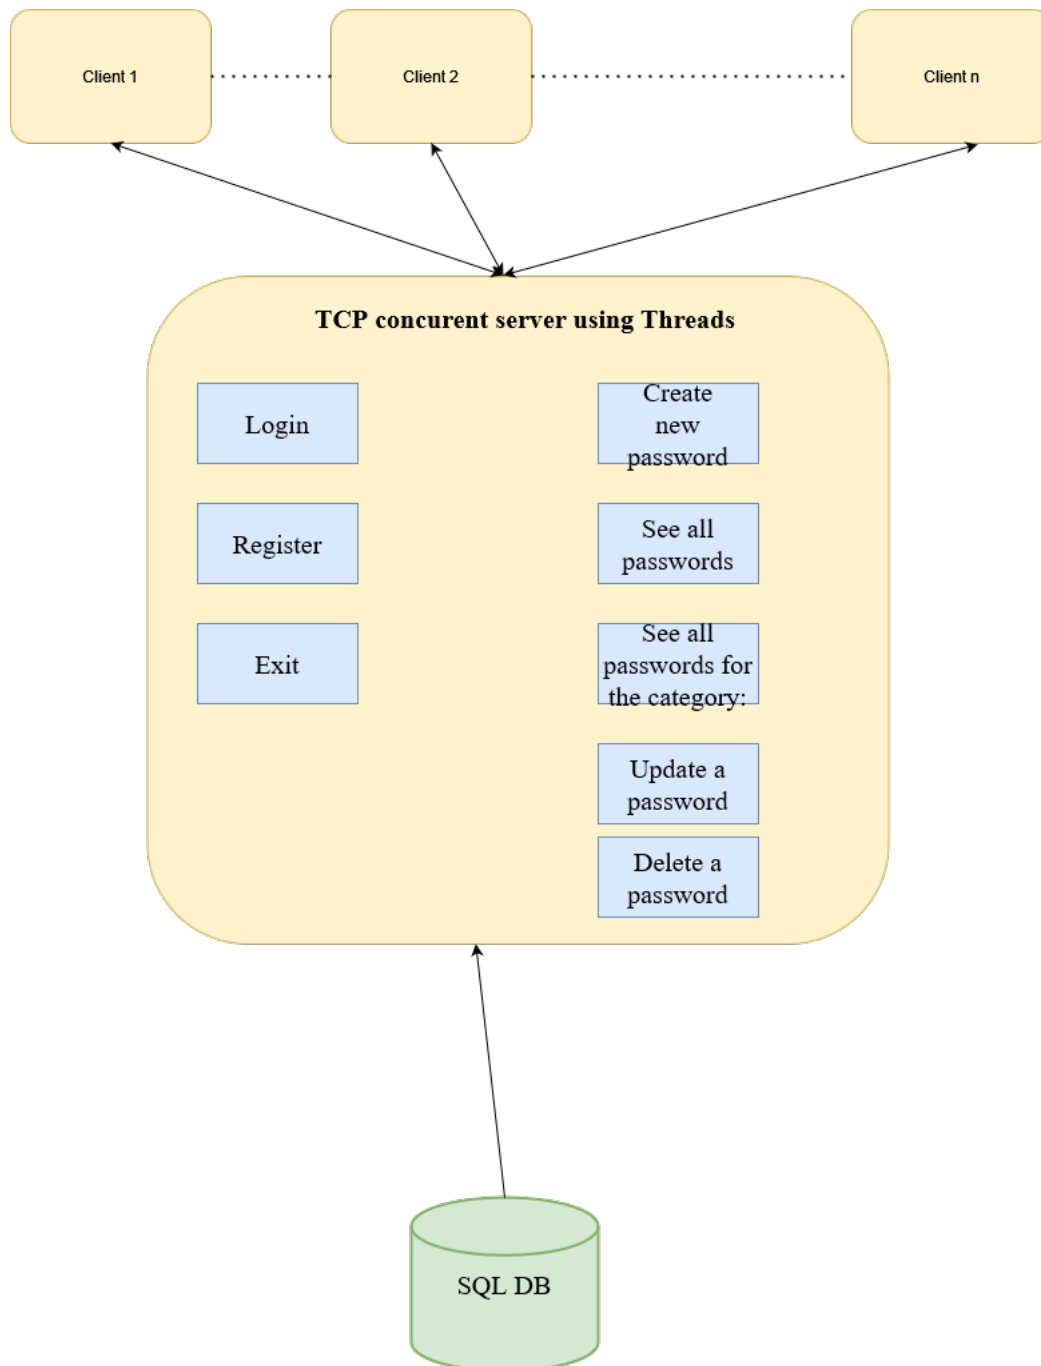 Client 1
Client 2
Client n
TCP concurent server using Threads
Login
Register
Exit
Create
new
password
See all
passwords
See all
passwords for
the category:
Update a
password
Delete a
password
SQL DB